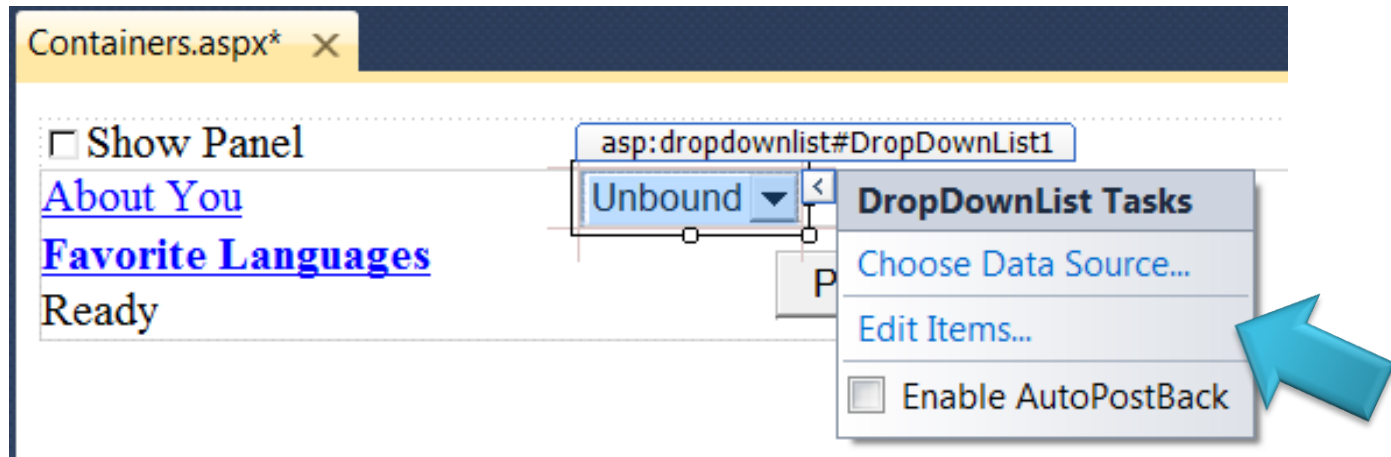 Containers.aspx*
Show Panel
asp:dropdownlist#DropDownList1
About You
Unbound
DropDownList Tasks
Favorite Languages
Choose Data Source...
P
Ready
Edit Items...
Enable AutoPostBack